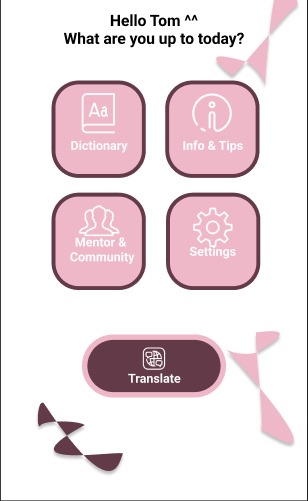 Hello Tom ^^
What are you up to today?
Aa
Dictionary
Info & Tips
Mentor &
Community
Settings
Translate